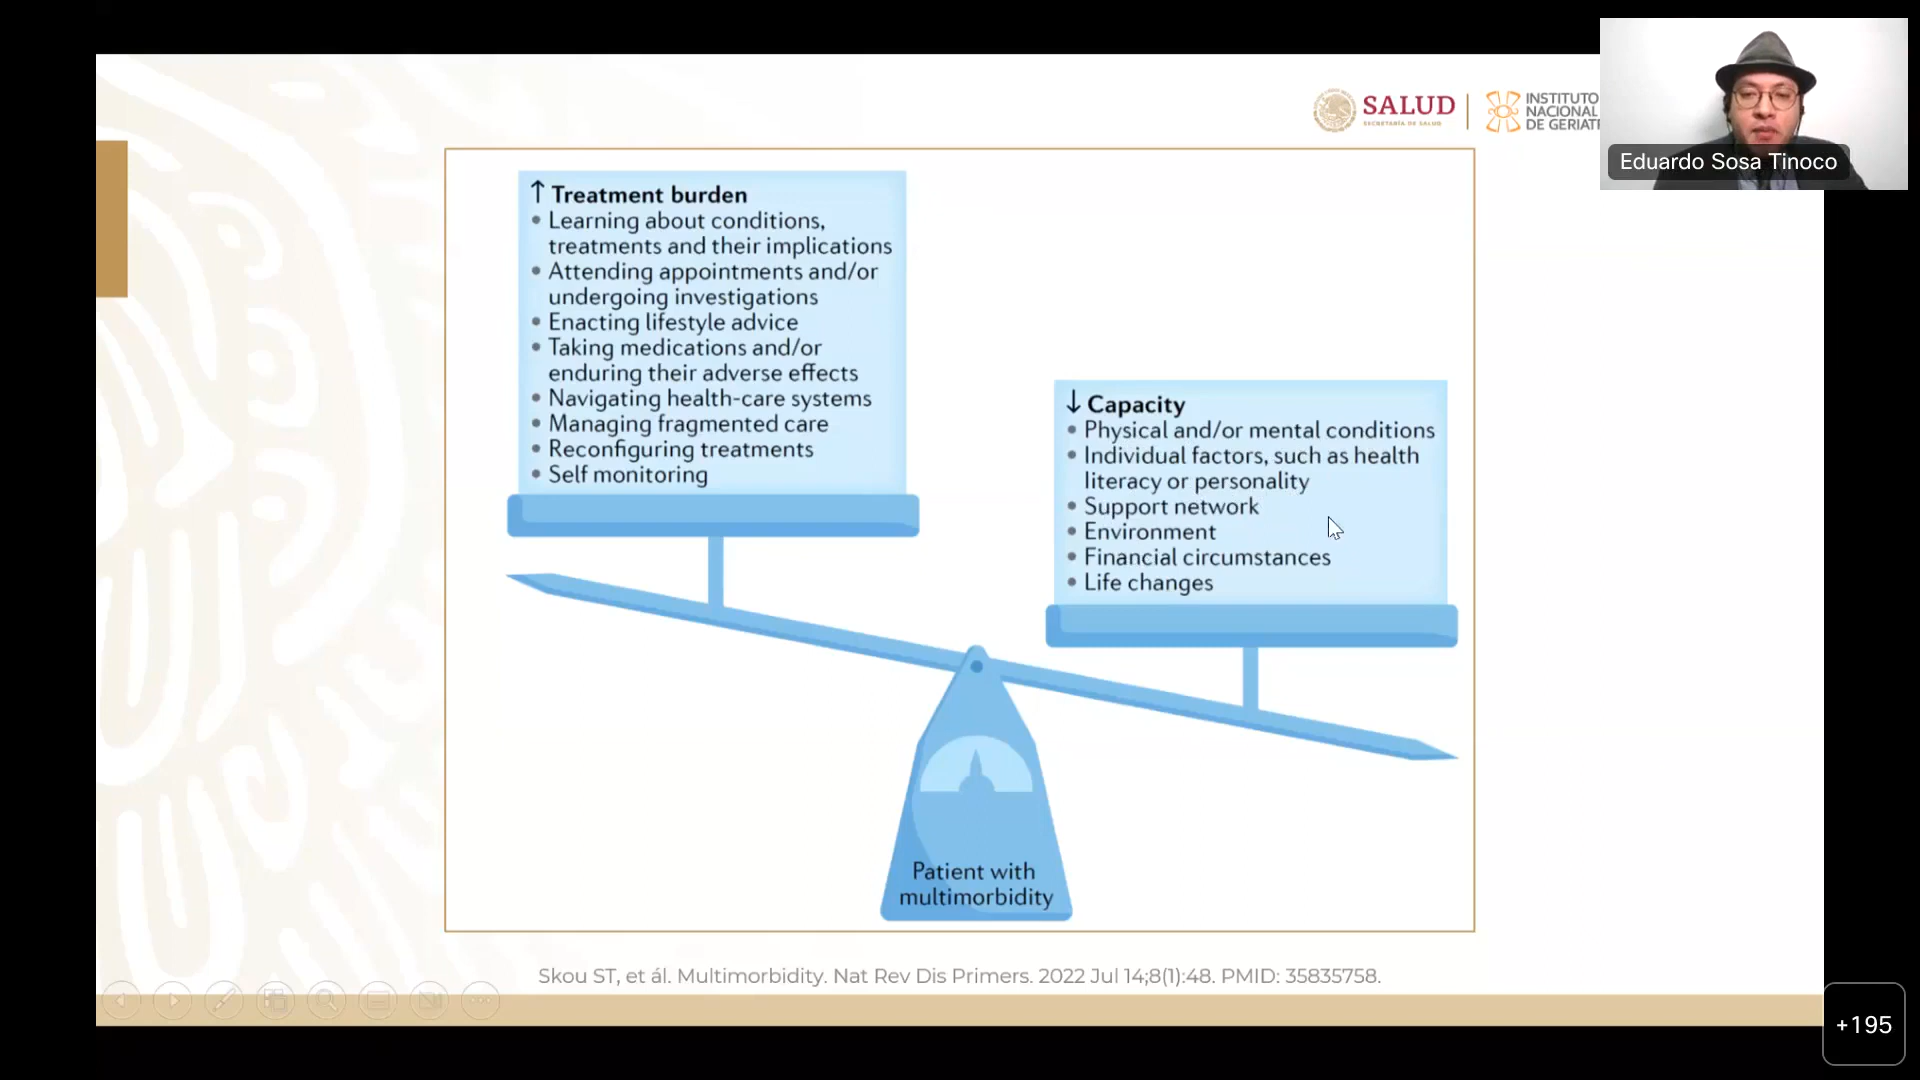 SALUD
SECRETARÍA DE SALUD
INSTITUTO
NACIONAL
DE GERIAT
Eduardo Sosa Tinoco
↑ Treatment burden
• Learning about conditions,
treatments and their implications
• Attending appointments and/or
undergoing investigations
• Enacting lifestyle advice
• Taking medications and/or
enduring their adverse effects
• Navigating health-care systems
• Managing fragmented care
• Reconfiguring treatments
• Self monitoring
↓ Capacity
• Physical and/or mental conditions
• Individual factors, such as health
literacy or personality
• Support network
• Environment
• Financial circumstances
• Life changes
Patient with
multimorbidity
Skou ST, et ál. Multimorbidity. Nat Rev Dis Primers. 2022 Jul 14;8(1):48. PMID: 35835758.
+195